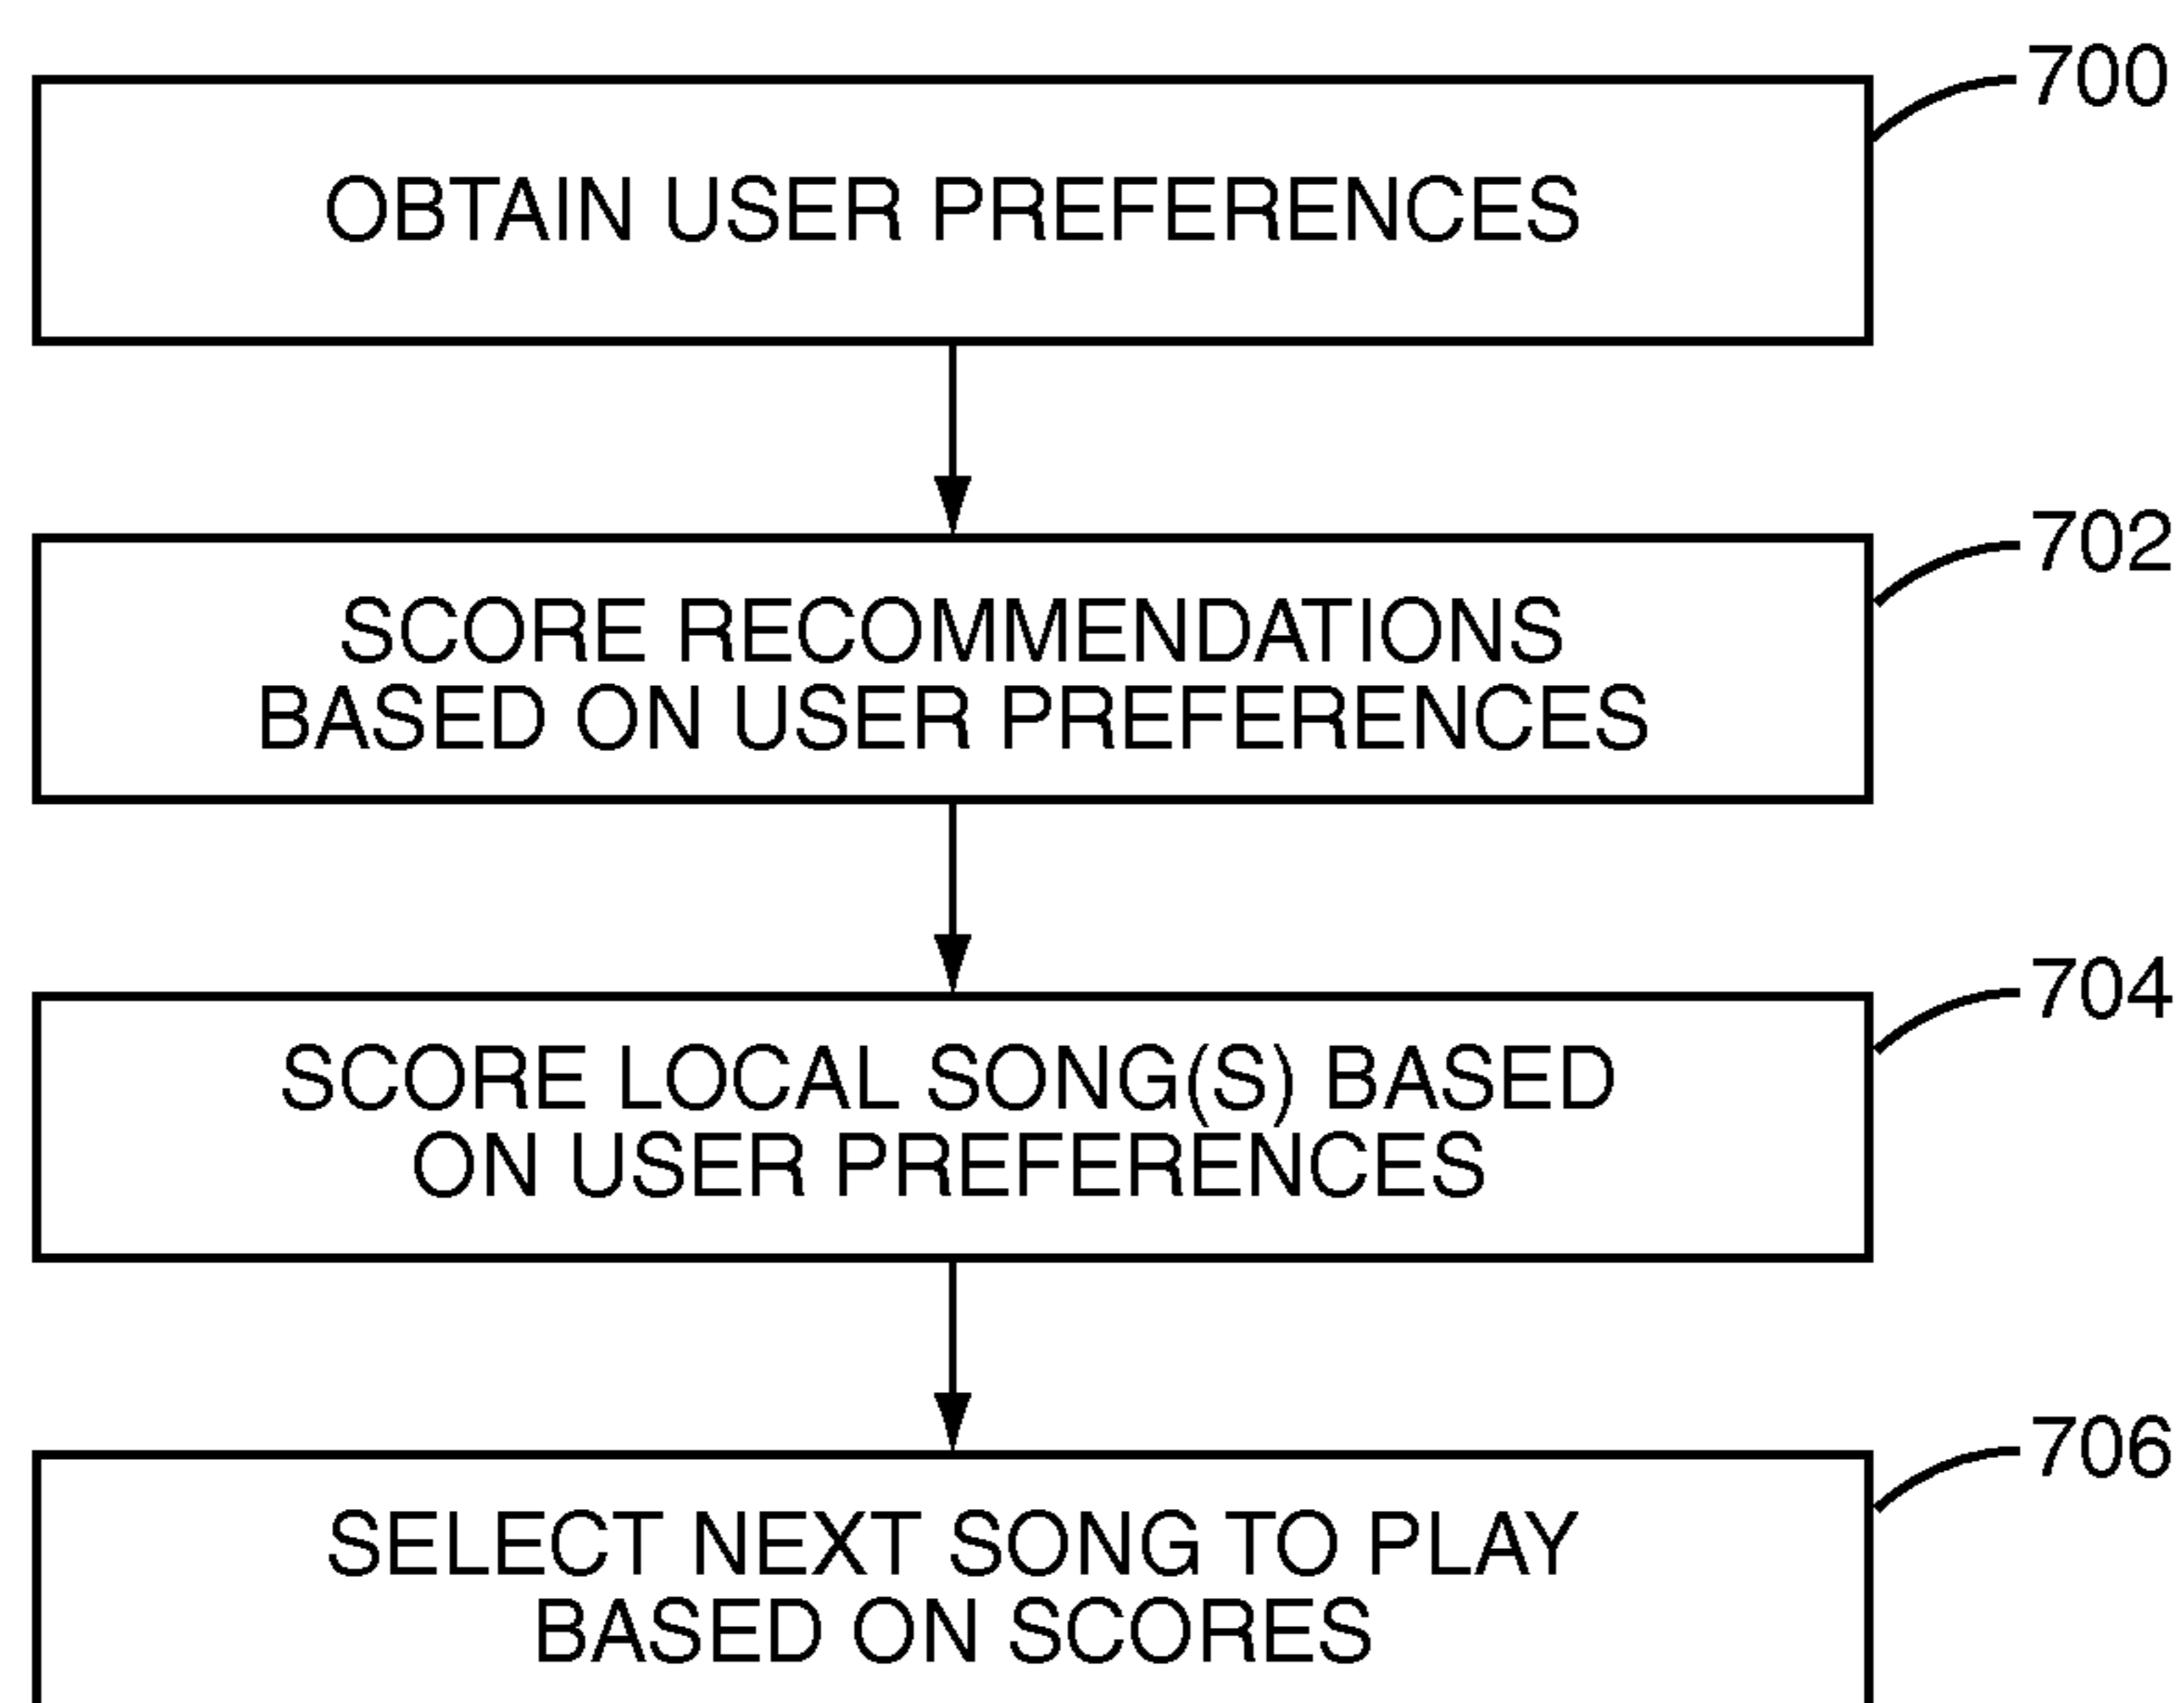 700
OBTAIN USER PREFERENCES
702
SCORE RECOMMENDATIONS
BASED ON USER PREFERENCES
704
SCORE LOCAL SONG(S) BASED
ON USER PREFERENCES
706
SELECT NEXT SONG TO PLAY
BASED ON SCORES